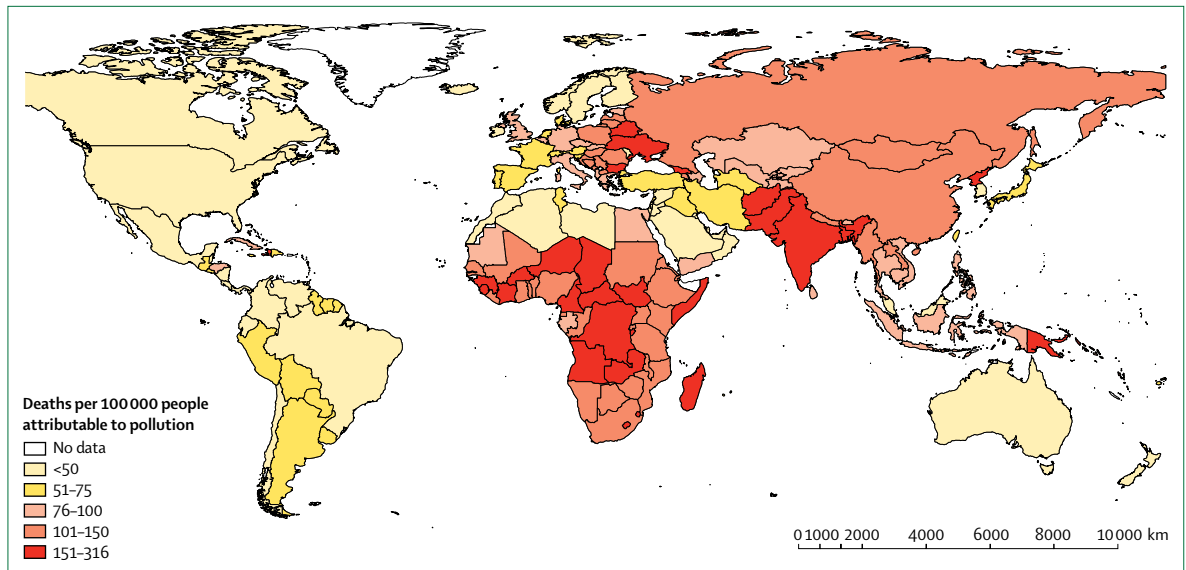 Deaths per 100 000 people
attributable to pollution
No data
<50
51–75
76–100
101–150
151–316
0 1000 2000 4000 6000 8000 10 000 km